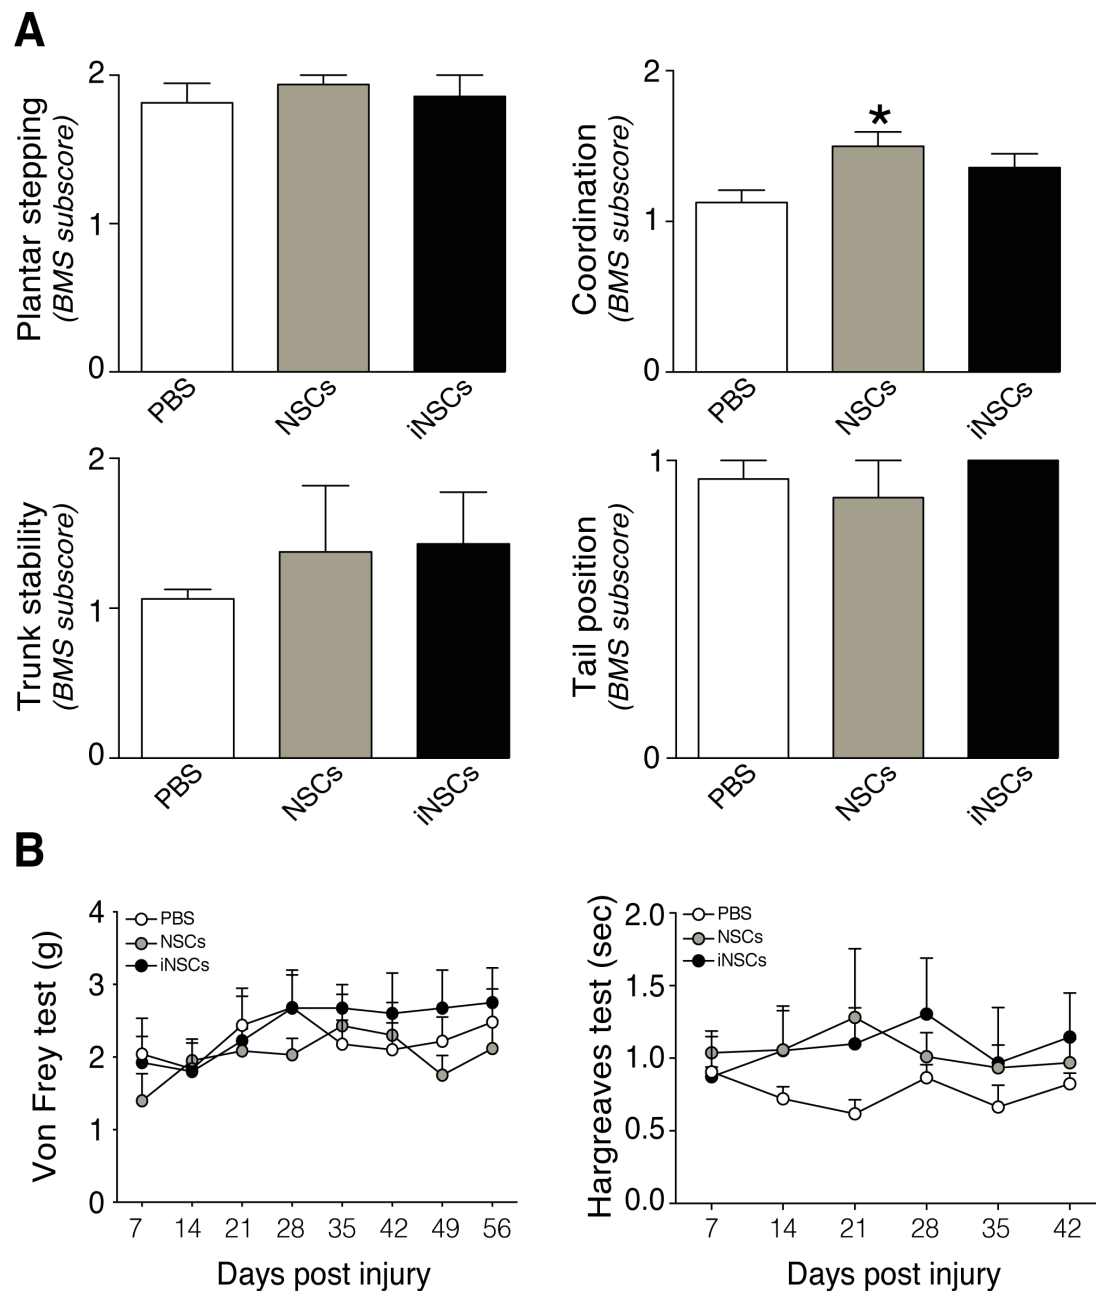 A
Plantar stepping
(BMS subscore)
2
1
0
PBS
NSCs
iNSCs
Coordination
(BMS subscore)
2
1
0
*
PBS
NSCs
iNSCs
Trunk stability
(BMS subscore)
2
1
0
PBS
NSCs
iNSCs
Tail position
(BMS subscore)
1
0
PBS
NSCs
iNSCs
B
Von Frey test (g)
4
3
2
1
0
PBS
NSCs
iNSCs
7 14 21 28 35 42 49 56
Days post injury
Hargreaves test (sec)
2.0
1.5
1.0
0.5
0.0
PBS
NSCs
iNSCs
7 14 21 28 35 42
Days post injury